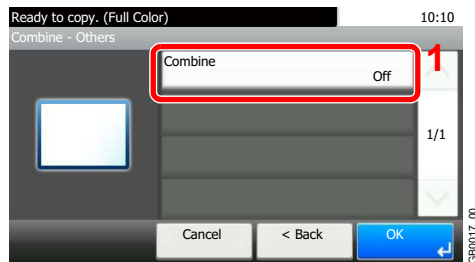 Ready to copy. (Full Color)
10:10
Combine - Others
Combine
Off
1
1/1
Cancel
< Back
OK
GB0017_00